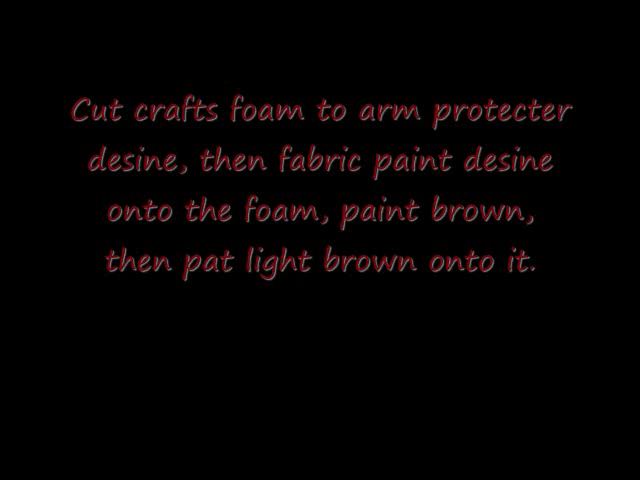 Cut crafts foam to arm protecter
desine, then fabric paint desine
onto the foam, paint brown,
then pat light brown onto it.